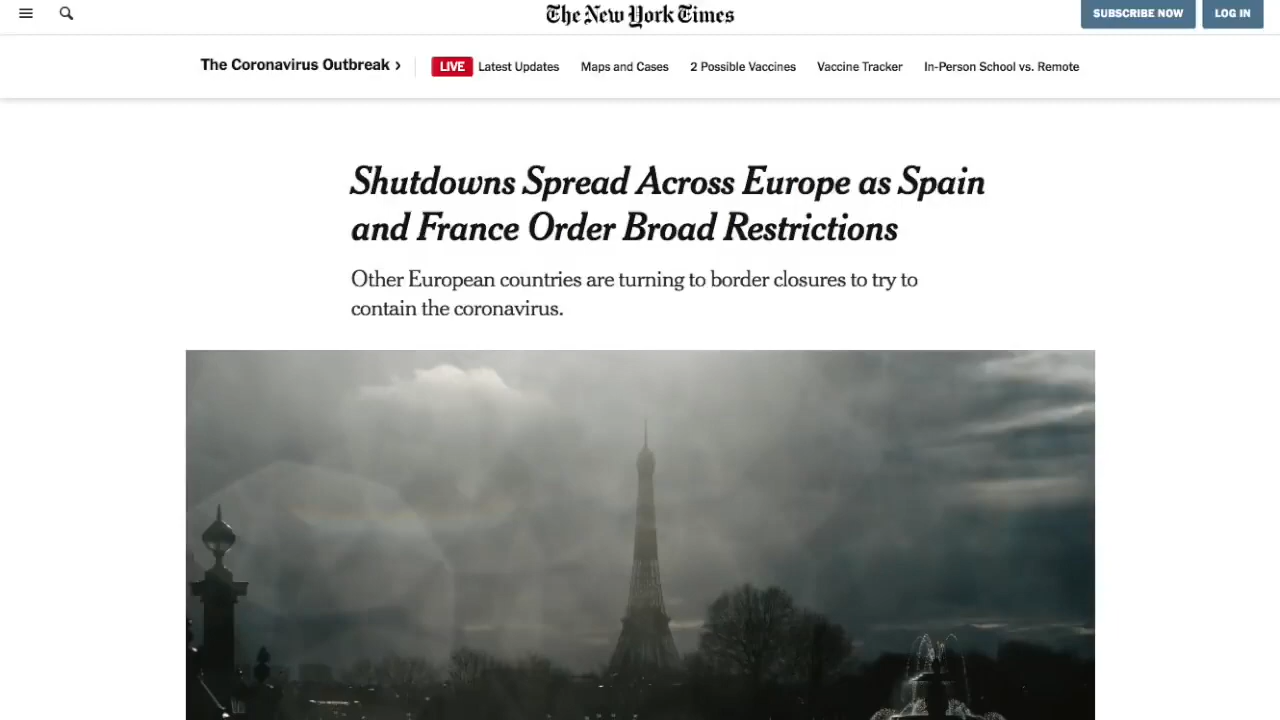 The New York Times
SUBSCRIBE NOW
LOG IN
The Coronavirus Outbreak ›
LIVE Latest Updates
Maps and Cases
2 Possible Vaccines
Vaccine Tracker
In-Person School vs. Remote
Shutdowns Spread Across Europe as Spain
and France Order Broad Restrictions
Other European countries are turning to border closures to try to
contain the coronavirus.